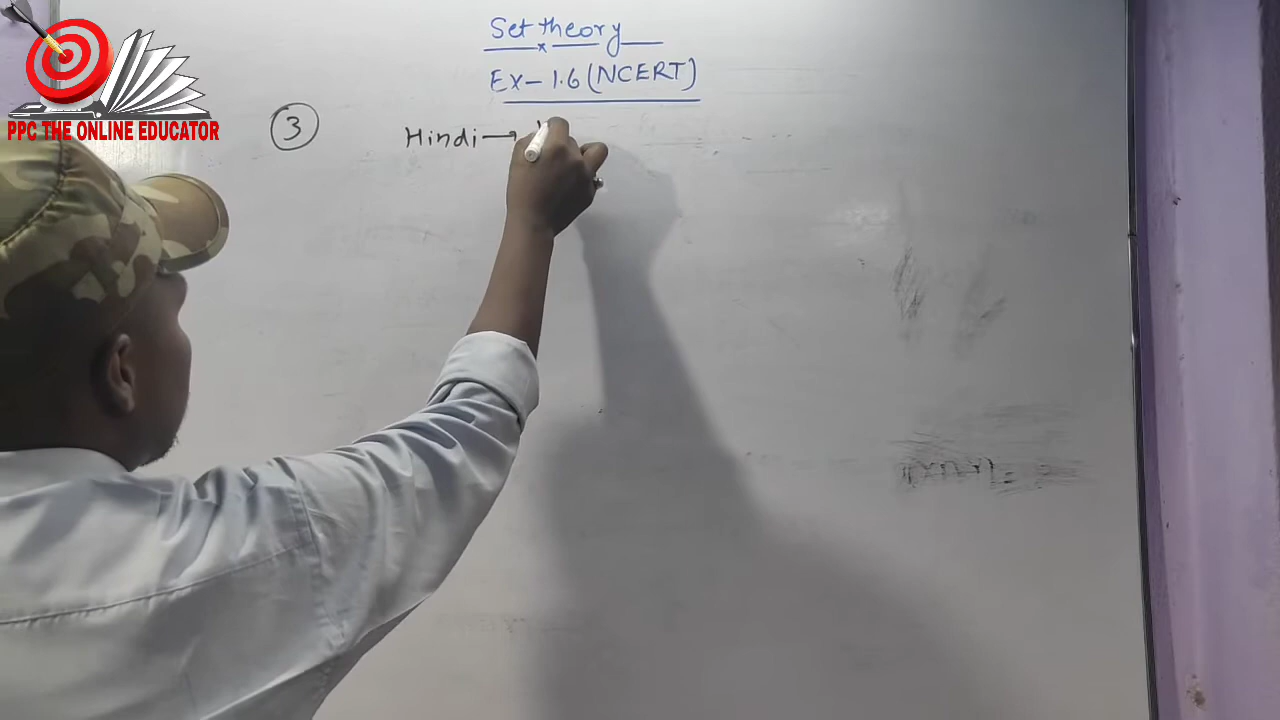 Set theory
Ex-1.6 (NCERT)
PPC THE ONLINE EDUCATOR
3 Hindi →